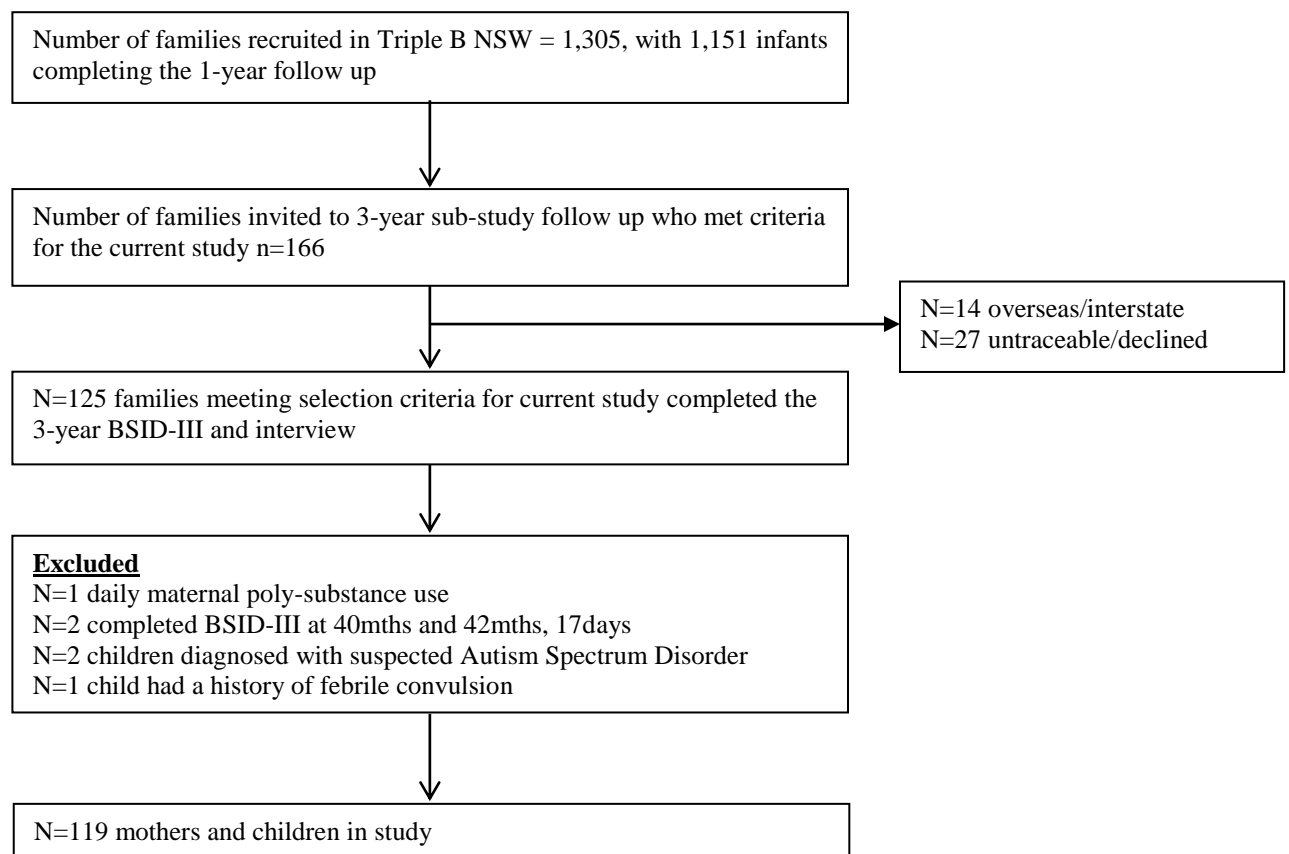 Number of families recruited in Triple B NSW = 1,305, with 1,151 infants
completing the 1-year follow up
Number of families invited to 3-year sub-study follow up who met criteria
for the current study n=166
N=14 overseas/interstate
N=27 untraceable/declined
N=125 families meeting selection criteria for current study completed the
3-year BSID-III and interview
Excluded
N=1 daily maternal poly-substance use
N=2 completed BSID-III at 40mths and 42mths, 17days
N=2 children diagnosed with suspected Autism Spectrum Disorder
N=1 child had a history of febrile convulsion
N=119 mothers and children in study